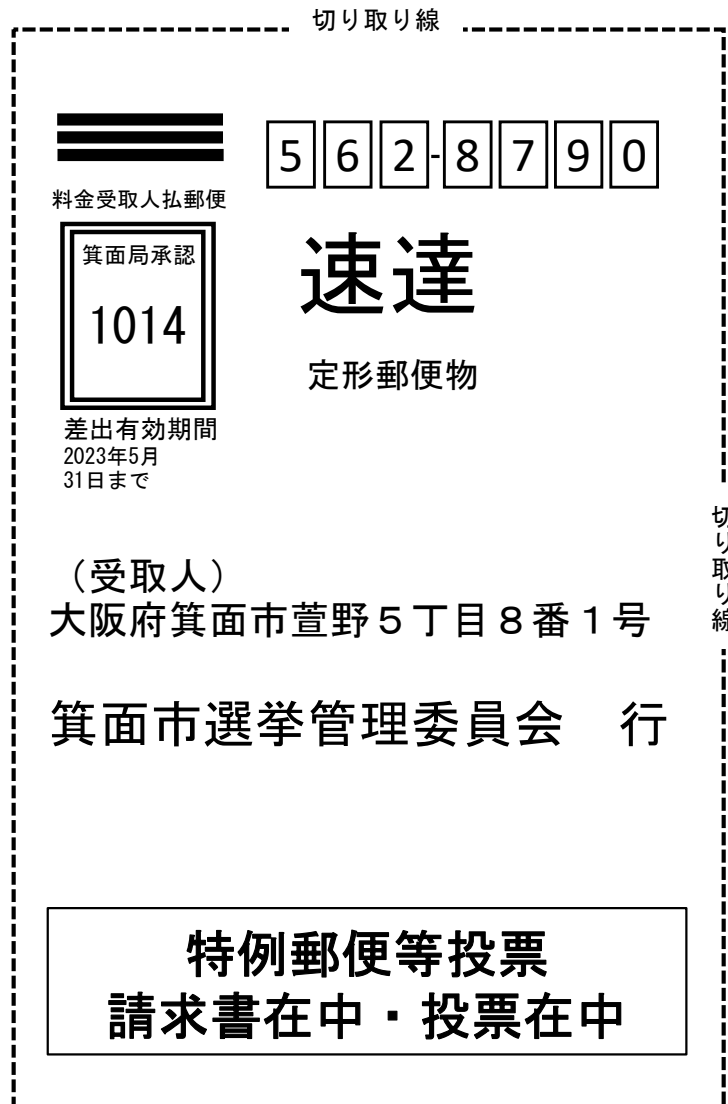 切り取り線
562-8790
料金受取人払郵便
箕面局承認
1014
速達
定形郵便物
差出有効期間
2023年5月
31日まで
切り取り線
（受取人）
大阪府箕面市萱野５丁目８番１号
箕面市選挙管理委員会　行
特例郵便等投票
請求書在中・投票在中